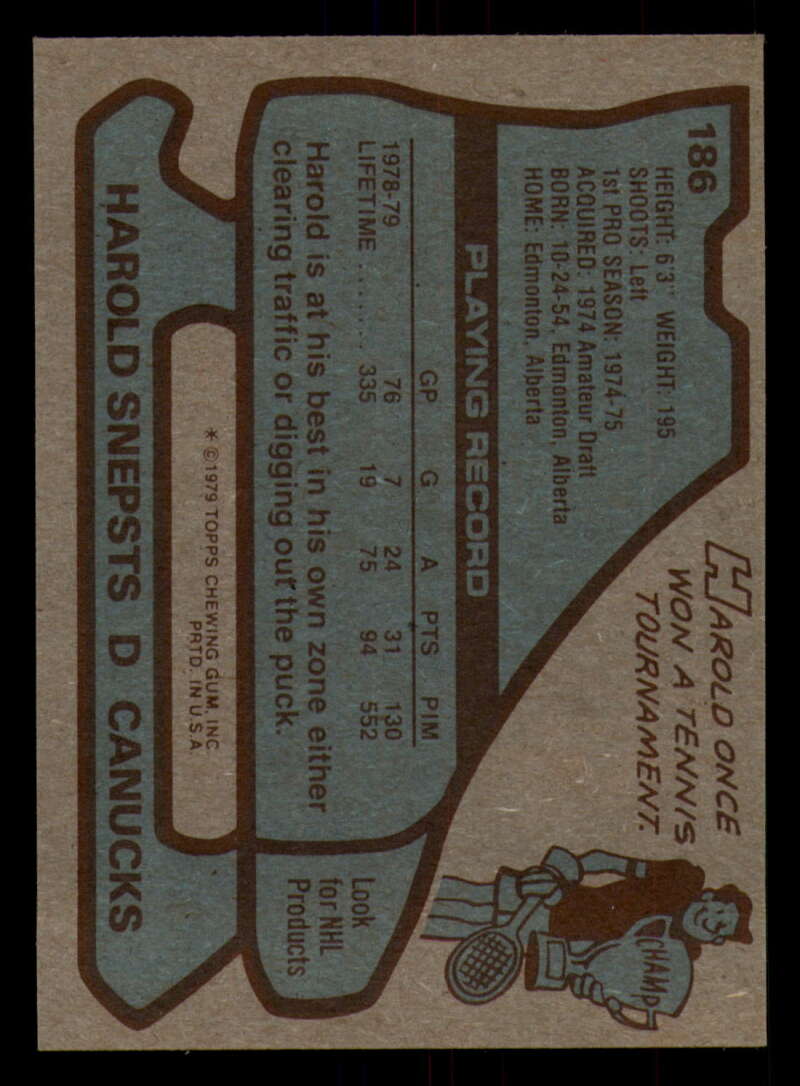 186
HEIGHT: 6'3" WEIGHT: 195
SHOOTS: Left
1st PRO SEASON: 1974-75
ACQUIRED: 1974 Amateur Draft
BORN: 10-24-54, Edmonton, Alberta
HOME: Edmonton, Alberta
HAROLD ONCE
WON A TENNIS
TOURNAMENT.
CHAMP
PLAYING RECORD
GP G A PTS PIM
1978-79 76 7 24 31 130
LIFETIME ........ 335 19 75 94 552
Harold is at his best in his own zone either
clearing traffic or digging out the puck.
Look
for NHL
Products
* ©1979 TOPPS CHEWING GUM, INC.
PRTD. IN U.S.A.
HAROLD SNEPSTS D CANUCKS